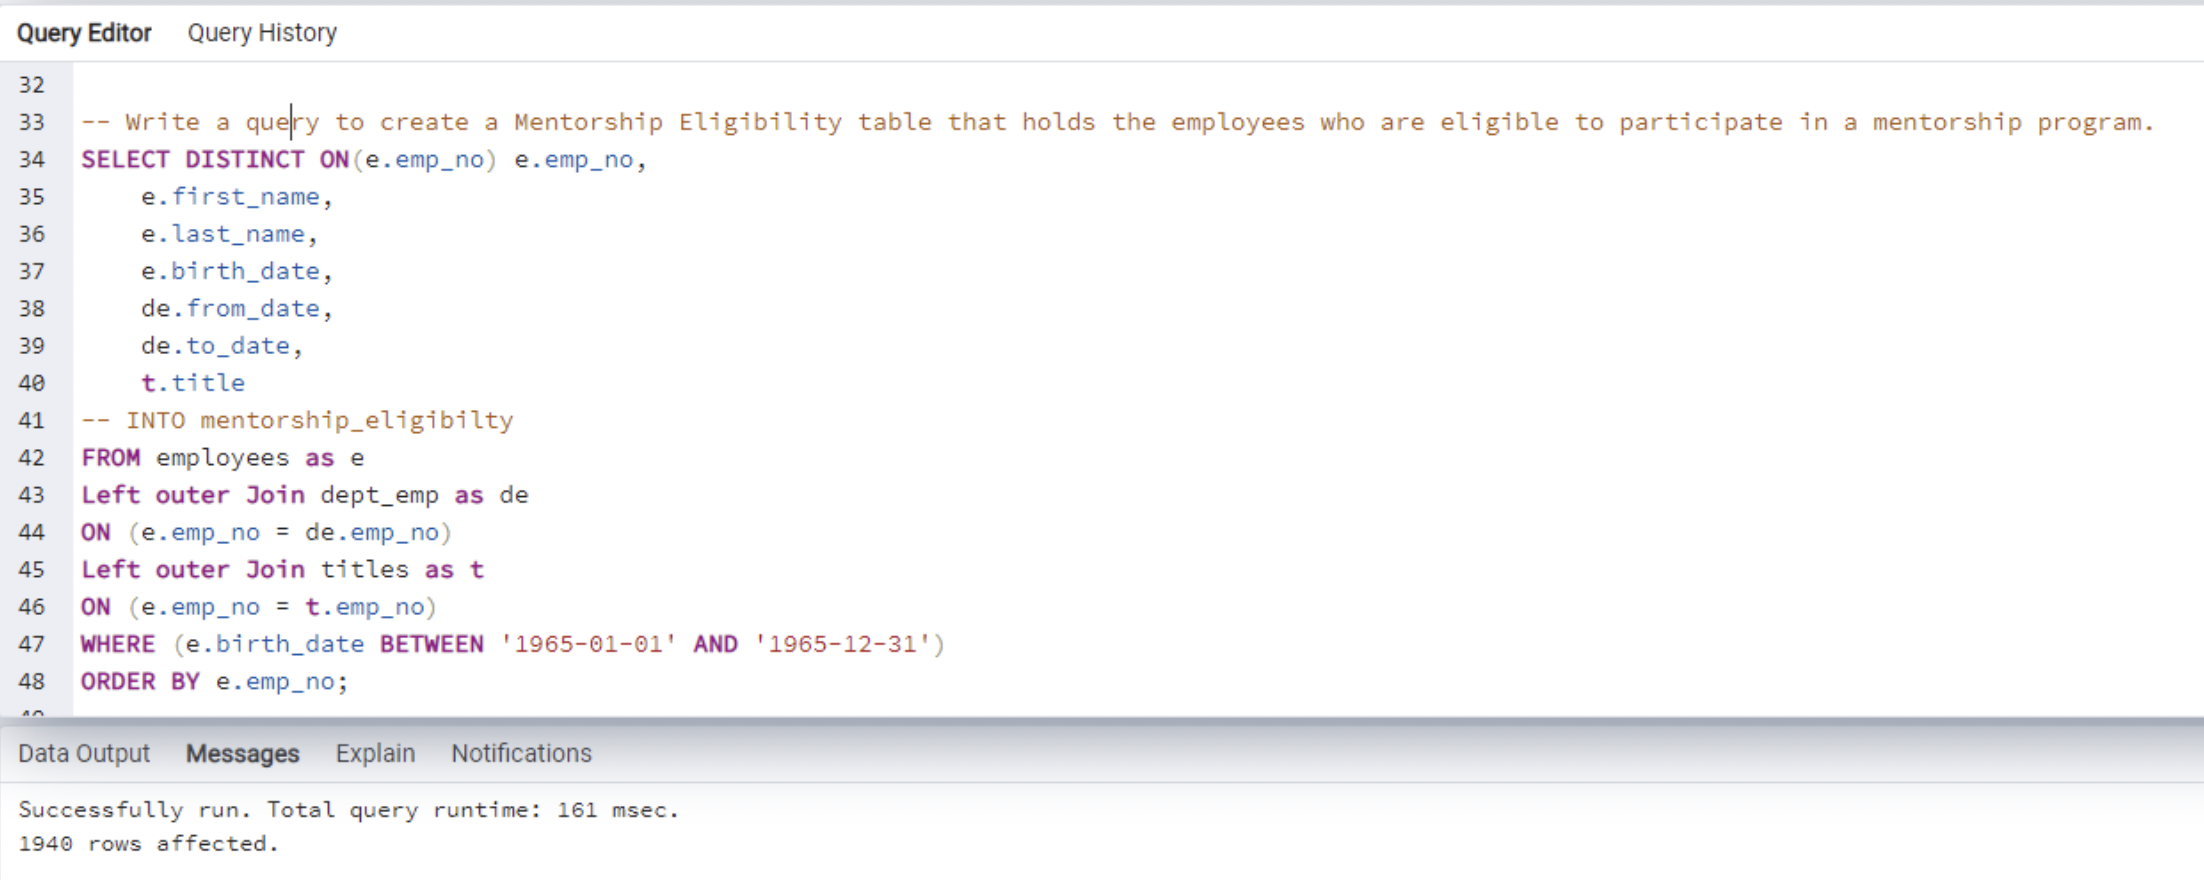 Query Editor Query History
32
33 -- Write a query to create a Mentorship Eligibility table that holds the employees who are eligible to participate in a mentorship program.
34 SELECT DISTINCT ON(e.emp_no) e.emp_no,
35 e.first_name,
36 e.last_name,
37 e.birth_date,
38 de.from_date,
39 de.to_date,
40 t.title
41 -- INTO mentorship_eligibilty
42 FROM employees as e
43 Left outer Join dept_emp as de
44 ON (e.emp_no = de.emp_no)
45 Left outer Join titles as t
46 ON (e.emp_no = t.emp_no)
47 WHERE (e.birth_date BETWEEN '1965-01-01' AND '1965-12-31')
48 ORDER BY e.emp_no;
Data Output Messages Explain Notifications
Successfully run. Total query runtime: 161 msec.
1940 rows affected.